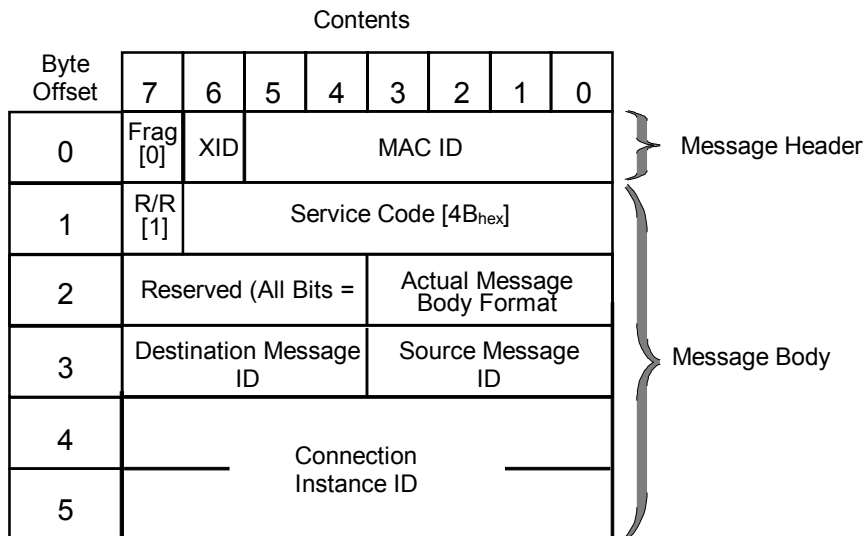 Contents
Byte
Offset
7 6 5 4 3 2 1 0
0
Frag
[0]
XID
MAC ID
Message Header
1
R/R
[1]
Service Code [4Bhex]
2
Reserved (All Bits =
Actual Message
Body Format
3
Destination Message
ID
Source Message
ID
Message Body
4
Connection
Instance ID
5